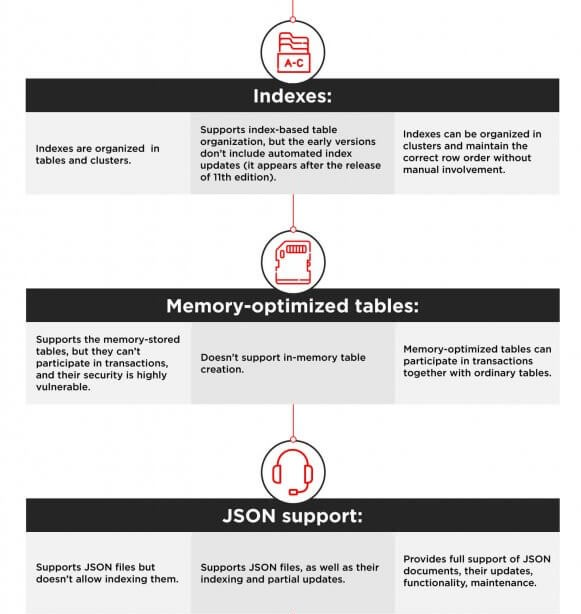 A-C
Indexes:
Indexes are organized in
tables and clusters.
Supports index-based table
organization, but the early versions
don't include automated index
updates (it appears after the release
of 11th edition).
Indexes can be organized in
clusters and maintain the
correct row order without
manual involvement.
Memory-optimized tables:
Supports the memory-stored
tables, but they can't
participate in transactions,
and their security is highly
vulnerable.
Doesn't support in-memory table
creation.
Memory-optimized tables can
participate in transactions
together with ordinary tables.
JSON support:
Supports JSON files but
doesn't allow indexing them.
Supports JSON files, as well as their
indexing and partial updates.
Provides full support of JSON
documents, their updates,
functionality, maintenance.